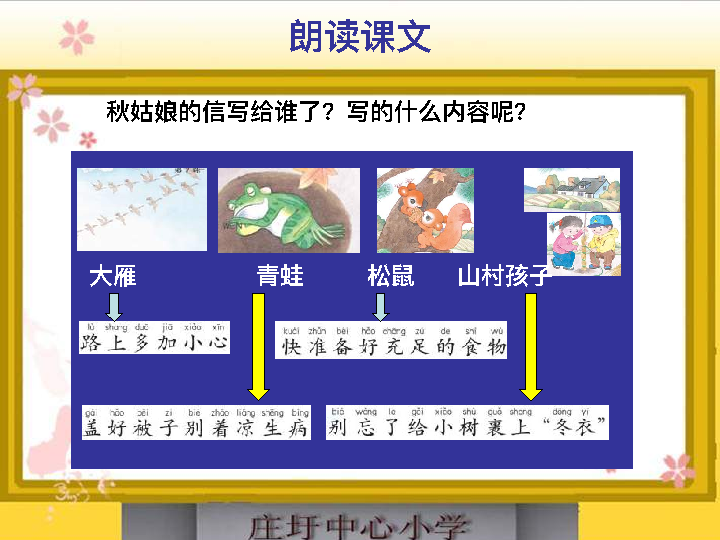 朗读课文
秋姑娘的信写给谁了？写的什么内容呢？
大雁 青蛙 松鼠 山村孩子
lù shang duō jiā xiǎo xīn
路上多加小心
kuài zhǔn bèi hǎo chōng zú de shí wù
快准备好充足的食物
gài hǎo bèi zi bié zháo liáng shēng bìng
盖好被子别着凉生病
bié wàng le gěi xiǎo shù guǒ shang dōng yī
别忘了给小树裹上“冬衣”
庄圩中心小学